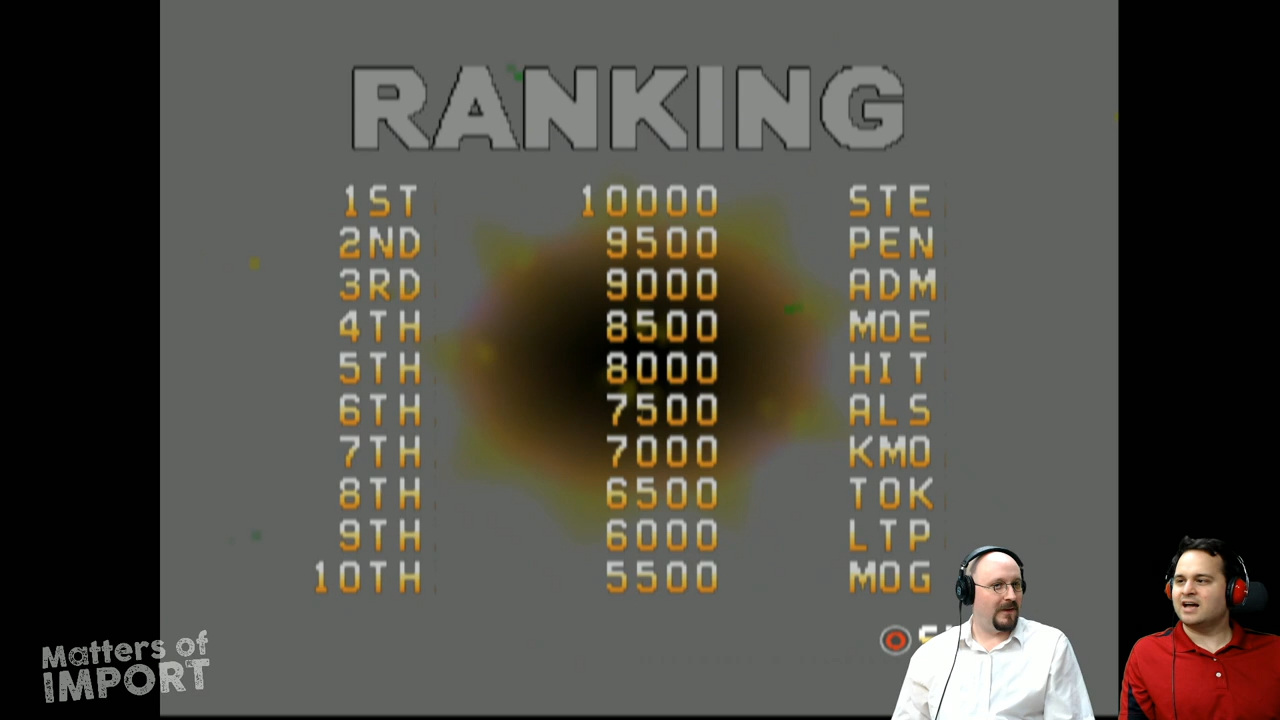 RANKING
1ST 10000 STE
2ND 9500 PEN
3RD 9000 ADM
4TH 8500 MOE
5TH 8000 HIT
6TH 7500 ALS
7TH 7000 KMO
8TH 6500 TOK
9TH 6000 LTP
10TH 5500 MOG
Matters of
IMPORT